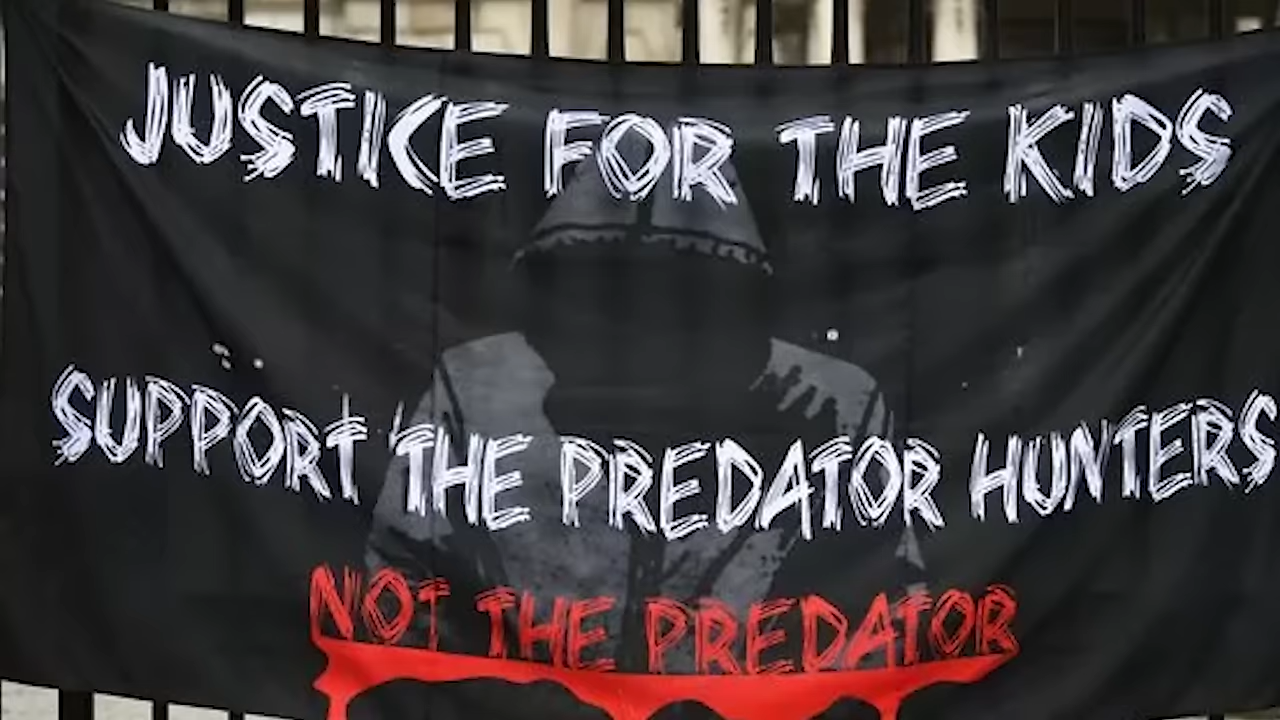 JUSTICE FOR THE KIDS
SUPPORT THE PREDATOR HUNTERS
NOT THE PREDATOR